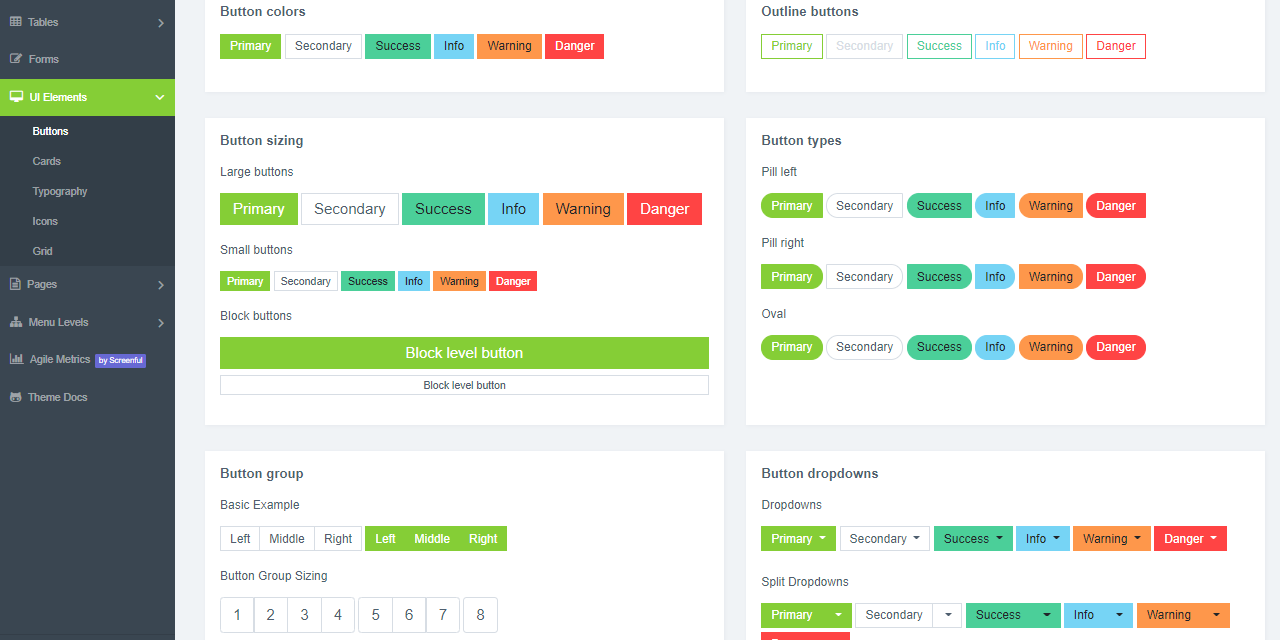 Tables
Forms
UI Elements
Buttons
Cards
Typography
Icons
Grid
Pages
Menu Levels
Agile Metrics by Screenful
Theme Docs
Button colors
Primary Secondary Success Info Warning Danger
Outline buttons
Primary Secondary Success Info Warning Danger
Button sizing
Large buttons
Primary Secondary Success Info Warning Danger
Small buttons
Primary Secondary Success Info Warning Danger
Block buttons
Block level button
Block level button
Button types
Pill left
Primary Secondary Success Info Warning Danger
Pill right
Primary Secondary Success Info Warning Danger
Oval
Primary Secondary Success Info Warning Danger
Button group
Basic Example
Left Middle Right Left Middle Right
Button Group Sizing
1 2 3 4 5 6 7 8
Button dropdowns
Dropdowns
Primary Secondary Success Info Warning Danger
Split Dropdowns
Primary Secondary Success Info Warning